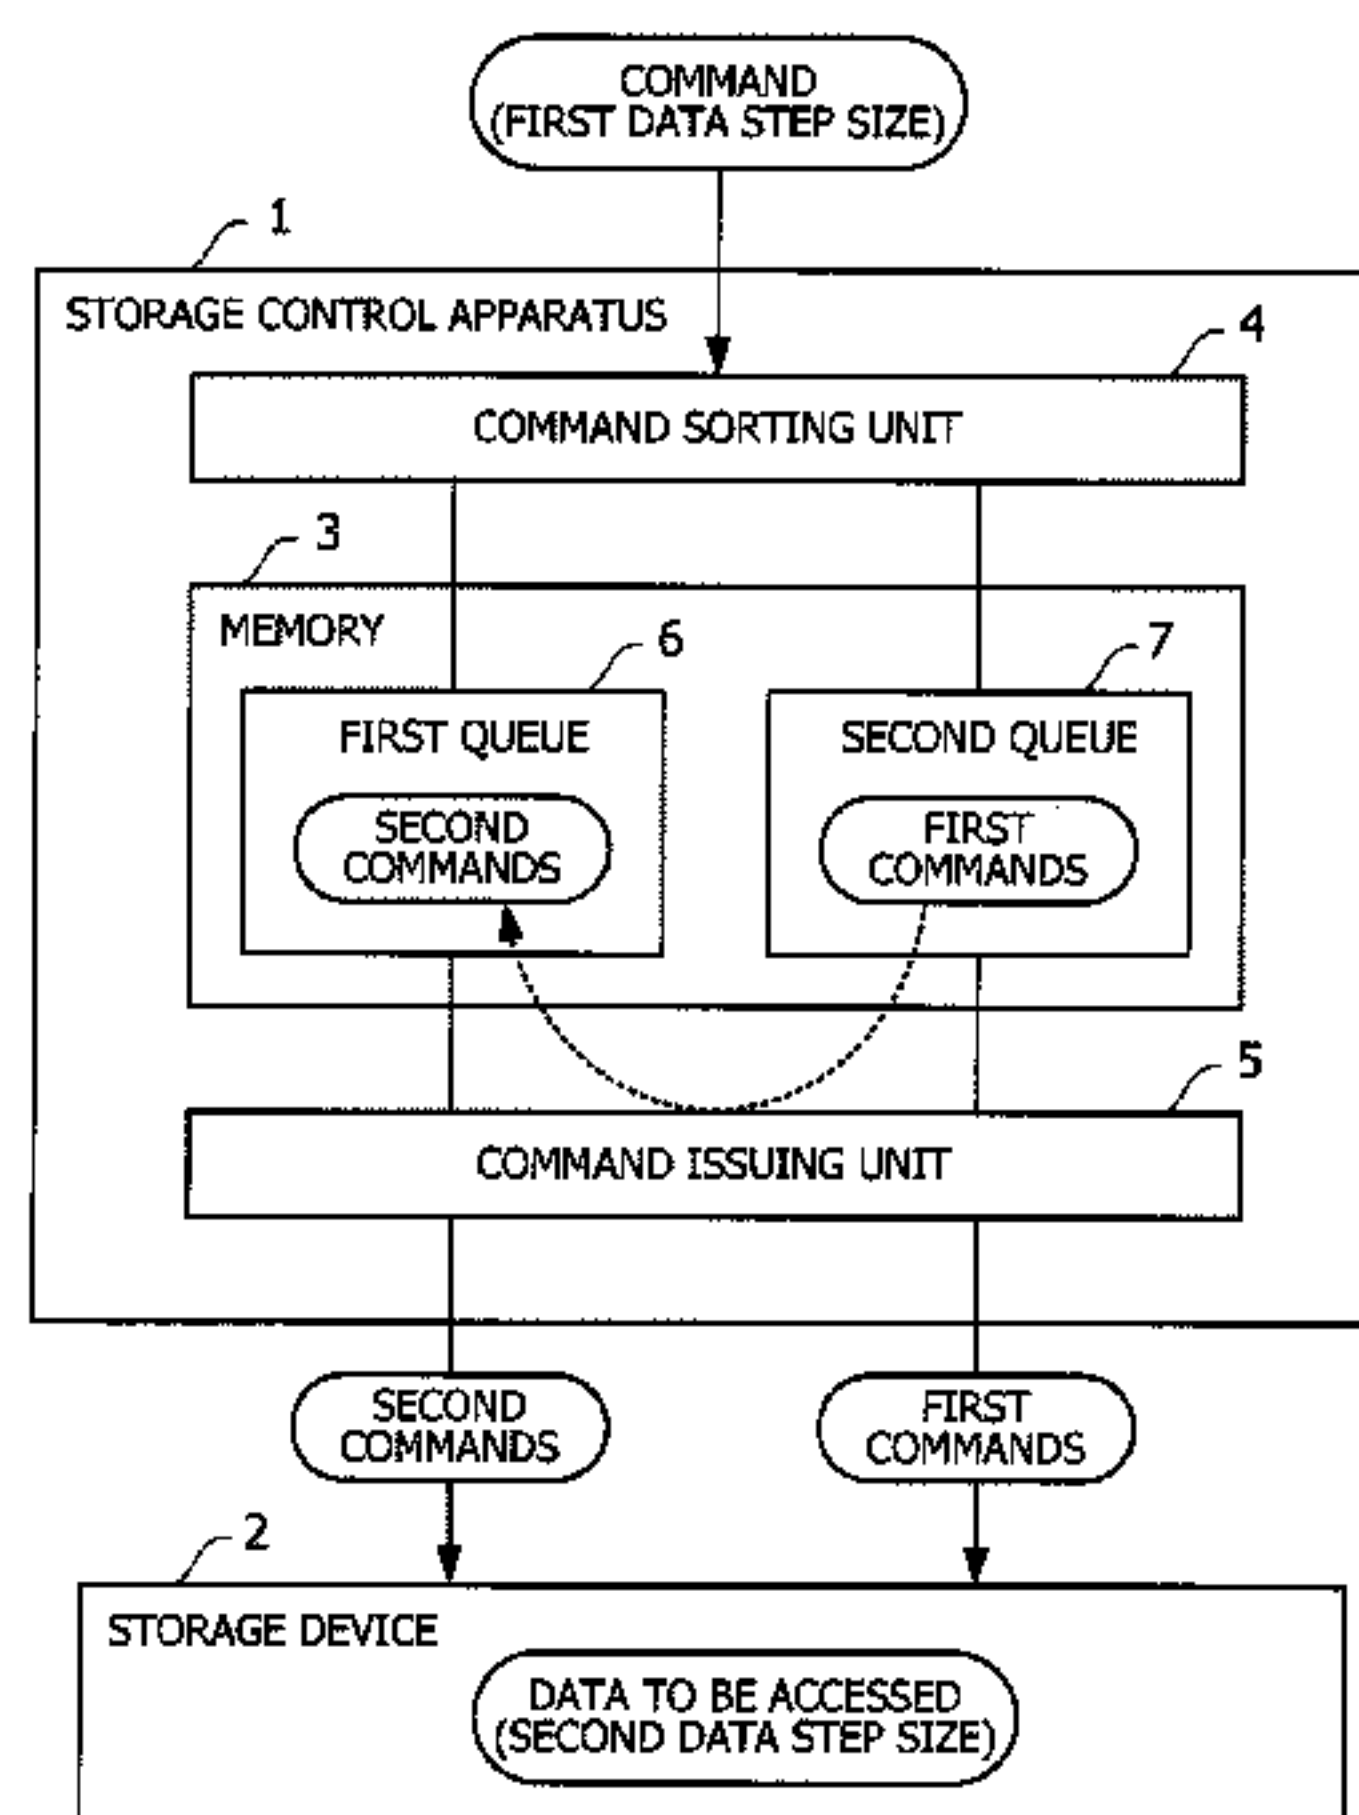 COMMAND
(FIRST DATA STEP SIZE)
1
STORAGE CONTROL APPARATUS
4
COMMAND SORTING UNIT
3
MEMORY
6
7
FIRST QUEUE
SECOND QUEUE
SECOND
COMMANDS
FIRST
COMMANDS
5
COMMAND ISSUING UNIT
SECOND
COMMANDS
FIRST
COMMANDS
2
STORAGE DEVICE
DATA TO BE ACCESSED
(SECOND DATA STEP SIZE)